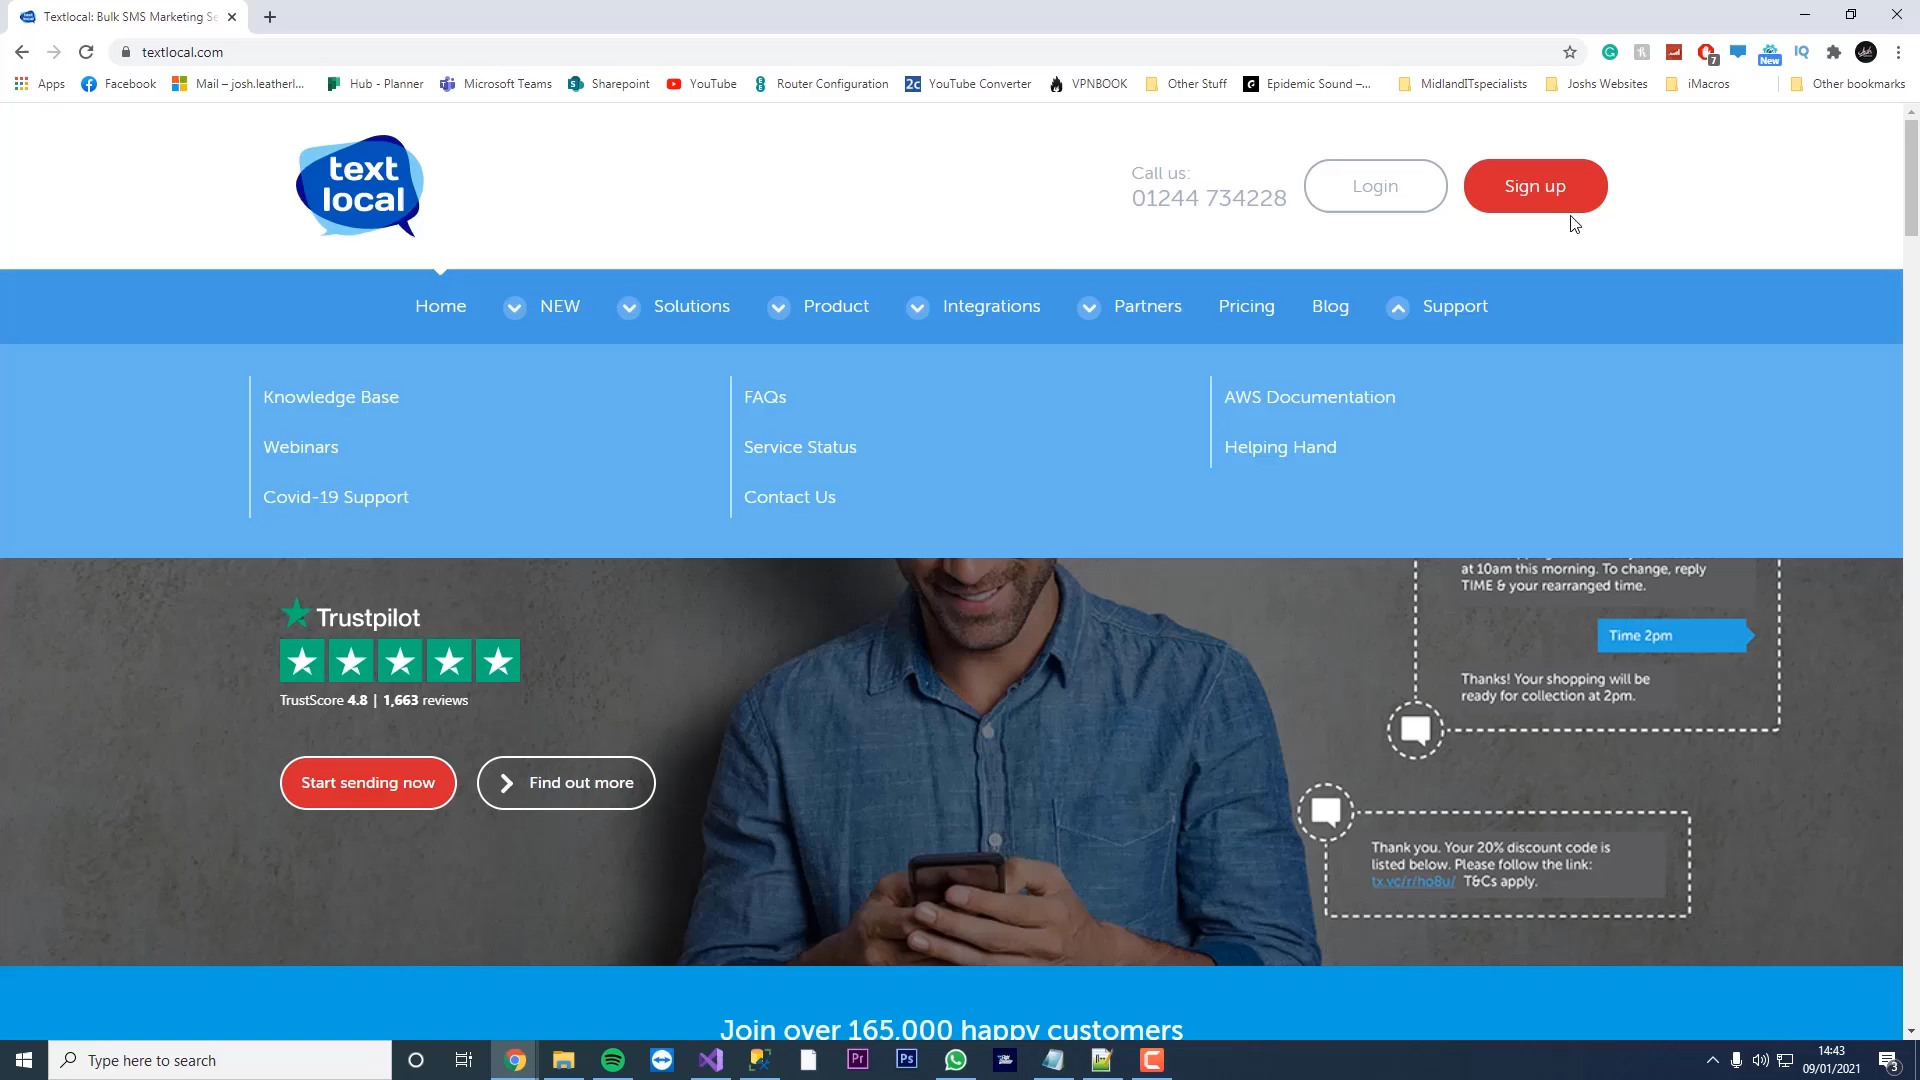 Textlocal: Bulk SMS Marketing Se
textlocal.com
7
New
Apps
Facebook
Mail – josh.leatherl...
Hub - Planner
Microsoft Teams
Sharepoint
YouTube
Router Configuration
YouTube Converter
VPNBOOK
Other Stuff
Epidemic Sound –...
MidlandITspecialists
Joshs Websites
iMacros
Other bookmarks
text
local
Call us:
01244 734228
Login
Sign up
Home
NEW
Solutions
Product
Integrations
Partners
Pricing
Blog
Support
Knowledge Base
FAQs
AWS Documentation
Webinars
Service Status
Helping Hand
Covid-19 Support
Contact Us
at 10am this morning. To change, reply
TIME & your rearranged time.
Time 2pm
Thanks! Your shopping will be
ready for collection at 2pm.
Trustpilot
TrustScore 4.8 | 1,663 reviews
Start sending now
Find out more
Thank you. Your 20% discount code is
listed below. Please follow the link:
tx.vc/r/ho8u/ T&Cs apply.
Join over 165,000 happy customers
Type here to search
14:43
09/01/2021
3